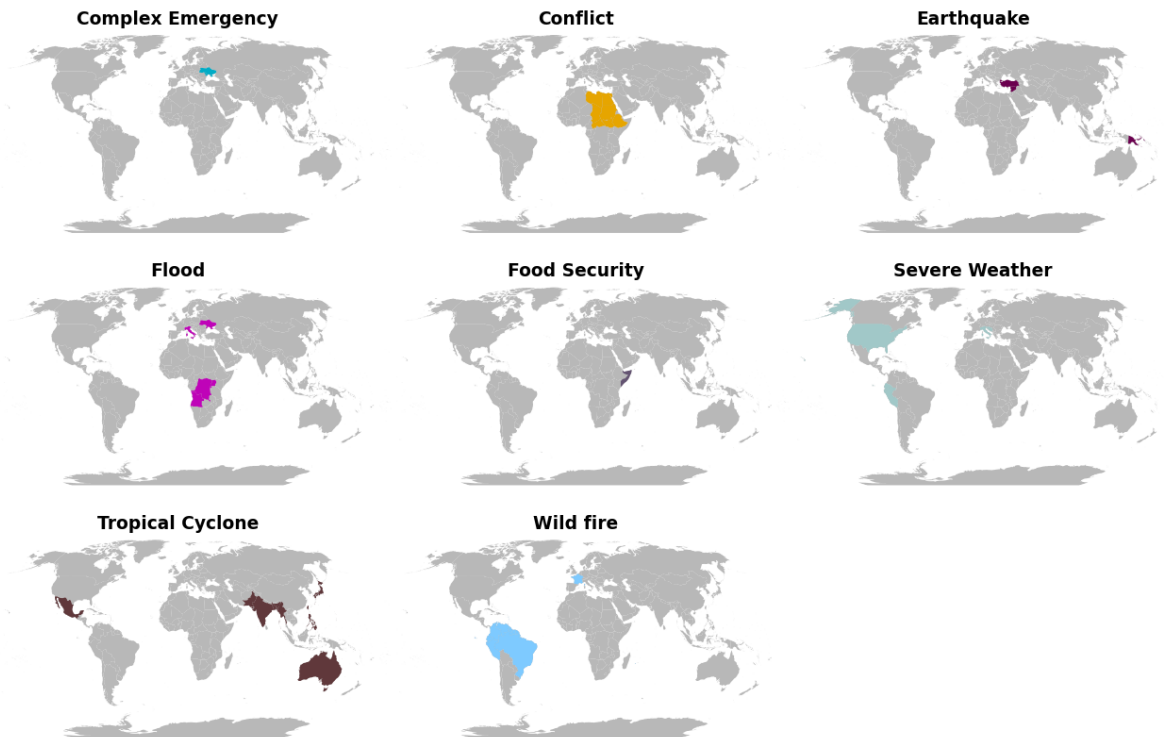 Complex Emergency
Conflict
Earthquake
Flood
Food Security
Severe Weather
Tropical Cyclone
Wild fire